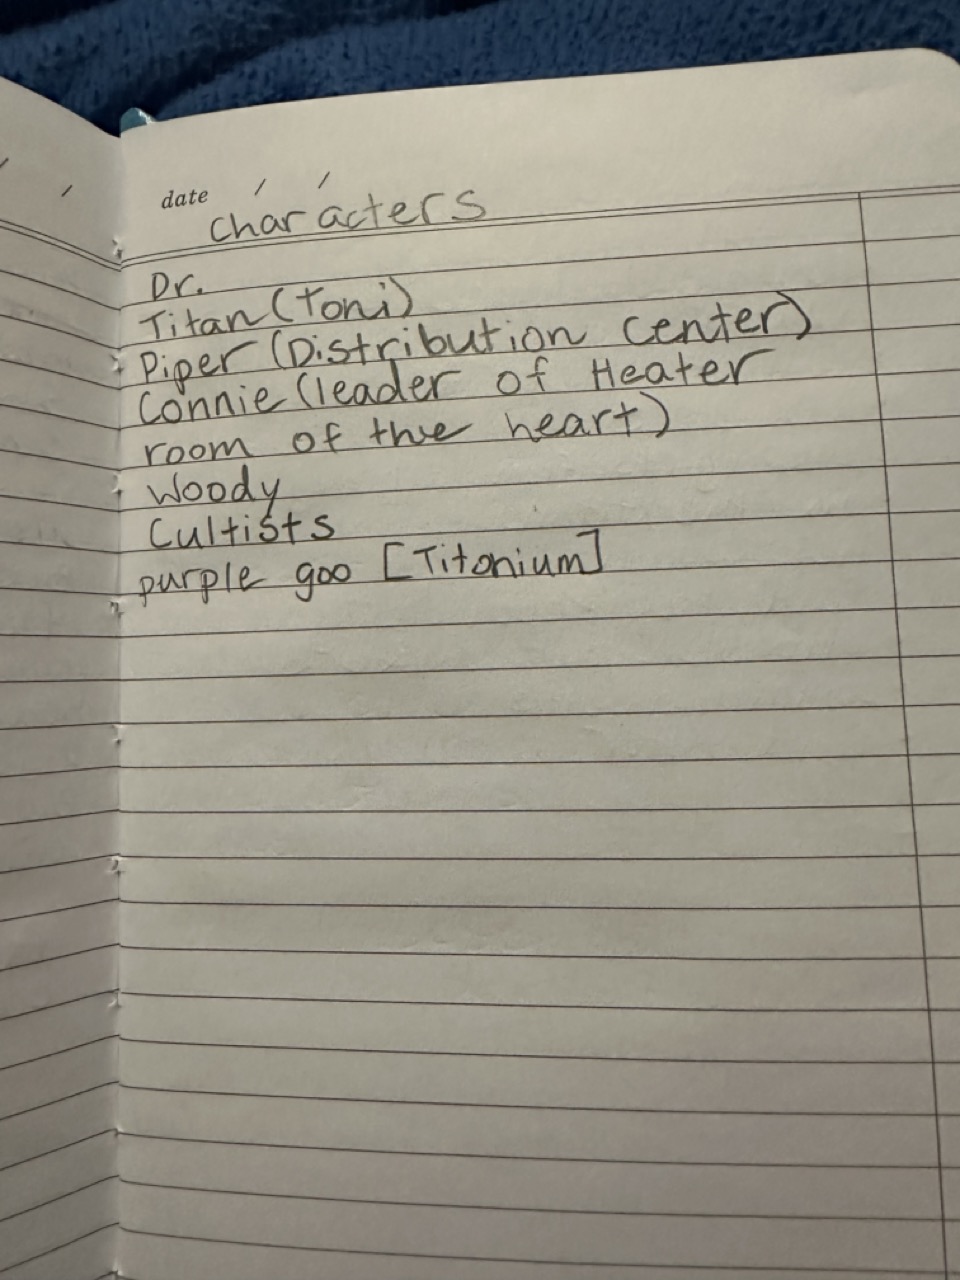 date / /
characters
Dr.
Titan (Toni)
Piper (Distribution center)
Connie (leader of Heater
room of the heart)
Woody
Cultists
purple goo [Titonium]